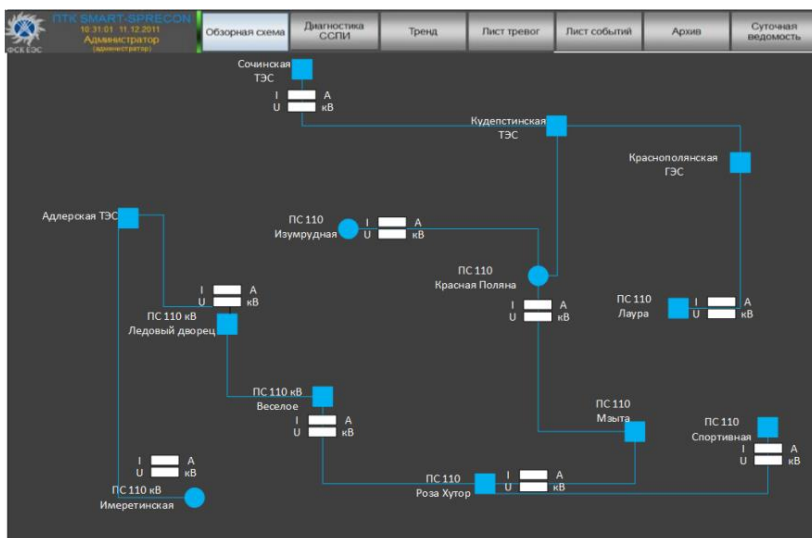 ФСК ЕЭС
ПТК SMART-SPRECON
10:31:01 11.12.2011
Администратор
(администратор)
Обзорная схема
Диагностика
ССПИ
Тренд
Лист тревог
Лист событий
Архив
Суточная
ведомость
Сочинская
ТЭС
I А
U кВ
Кудепстинская
ТЭС
Краснополянская
ГЭС
Адлерская ТЭС
ПС 110
Изумрудная
I А
U кВ
ПС 110
Красная Поляна
I А
U кВ
ПС 110
Лаура
I А
U кВ
I А
U кВ
ПС 110 кВ
Ледовый дворец
ПС 110 кВ
Веселое
I А
U кВ
ПС 110
Мзыта
ПС 110
Спортивная
I А
U кВ
I А
U кВ
ПС 110 кВ
Имеретинская
ПС 110
Роза Хутор
I А
U кВ